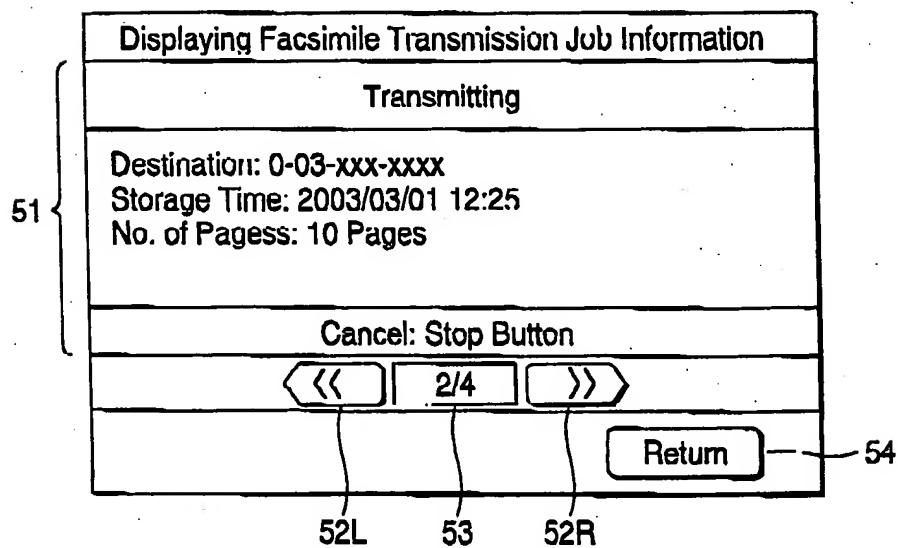 Displaying Facsimile Transmission Job Information
Transmitting
Destination: 0-03-xxx-xxxx
Storage Time: 2003/03/01 12:25
No. of Pagess: 10 Pages
51
Cancel: Stop Button
<< 2/4 >>
Return 54
52L 53 52R